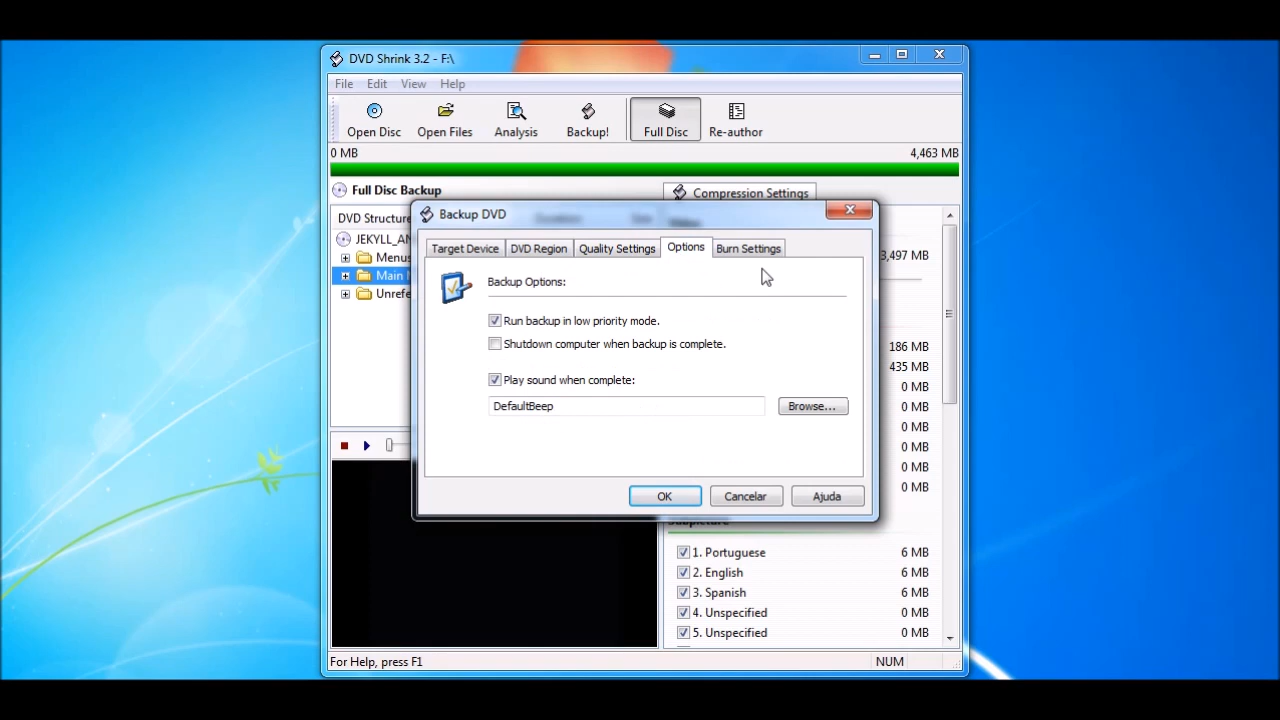 DVD Shrink 3.2 - F:\
File Edit View Help
Open Disc Open Files Analysis Backup! Full Disc Re-author
0 MB 4,463 MB
Full Disc Backup
Compression Settings
DVD Structure
Backup DVD
Duration Size Video
JEKYLL_AN
Target Device DVD Region Quality Settings Options Burn Settings
Menus
3,497 MB
Main
Unrefe
Backup Options:
Run backup in low priority mode.
Shutdown computer when backup is complete.
186 MB
435 MB
Play sound when complete:
0 MB
DefaultBeep Browse...
0 MB
0 MB
0 MB
0 MB
0 MB
OK Cancelar Ajuda
Subpicture
1. Portuguese 6 MB
2. English 6 MB
3. Spanish 6 MB
4. Unspecified 0 MB
5. Unspecified 0 MB
For Help, press F1 NUM